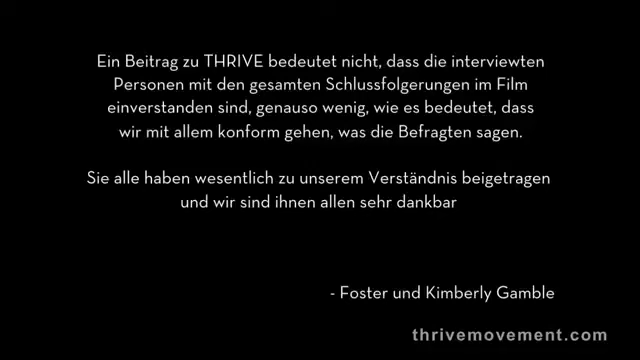 Ein Beitrag zu THRIVE bedeutet nicht, dass die interviewten
Personen mit den gesamten Schlussfolgerungen im Film
einverstanden sind, genauso wenig, wie es bedeutet, dass
wir mit allem konform gehen, was die Befragten sagen.
Sie alle haben wesentlich zu unserem Verständnis beigetragen
und wir sind ihnen allen sehr dankbar
- Foster und Kimberly Gamble
thrivemovement.com